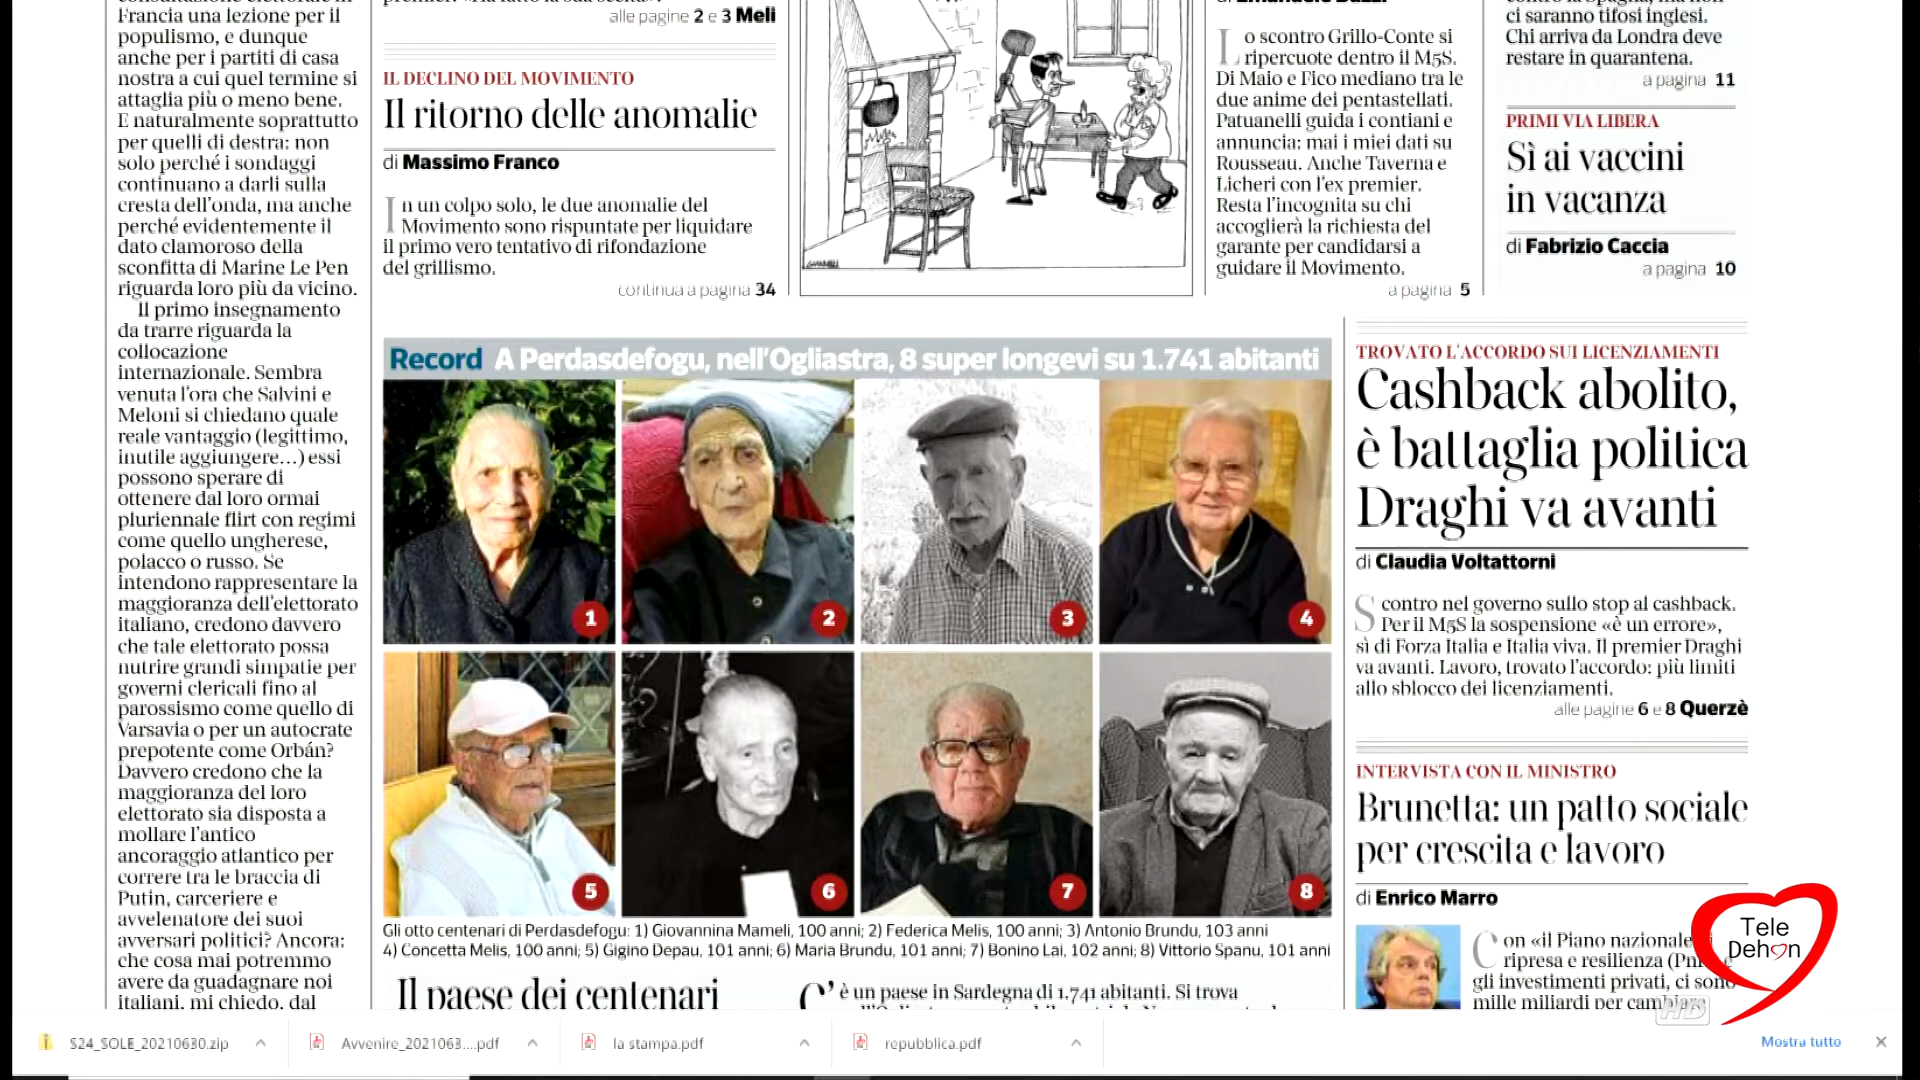 consultazione elettorale in
Francia una lezione per il
populismo, e dunque
anche per i partiti di casa
nostra a cui quel termine si
attaglia più o meno bene.
E naturalmente soprattutto
per quelli di destra: non
solo perché i sondaggi
continuano a darli sulla
cresta dell'onda, ma anche
perché evidentemente il
dato clamoroso della
sconfitta di Marine Le Pen
riguarda loro più da vicino.
Il primo insegnamento
da trarre riguarda la
collocazione
internazionale. Sembra
venuta l'ora che Salvini e
Meloni si chiedano quale
reale vantaggio (legittimo,
inutile aggiungere...) essi
possono sperare di
ottenere dal loro ormai
pluriennale flirt con regimi
come quello ungherese,
polacco o russo. Se
intendono rappresentare la
maggioranza dell'elettorato
italiano, credono davvero
che tale elettorato possa
nutrire grandi simpatie per
governi clericali fino al
parossismo come quello di
Varsavia o per un autocrate
prepotente come Orbán?
Davvero credono che la
maggioranza del loro
elettorato sia disposta a
mollare l'antico
ancoraggio atlantico per
correre tra le braccia di
Putin, carceriere e
avvelenatore dei suoi
avversari politici? Ancora:
che cosa mai potremmo
avere da guadagnare noi
italiani, mi chiedo, dal
alle pagine 2 e 3 Meli
IL DECLINO DEL MOVIMENTO
Il ritorno delle anomalie
di Massimo Franco
In un colpo solo, le due anomalie del
Movimento sono rispuntate per liquidare
il primo vero tentativo di rifondazione
del grillismo.
continua a pagina 34
Lo scontro Grillo-Conte si
ripercuote dentro il M5S.
Di Maio e Fico mediano tra le
due anime dei pentastellati.
Patuanelli guida i contiani e
annuncia: mai i miei dati su
Rousseau. Anche Taverna e
Licheri con l'ex premier.
Resta l'incognita su chi
accoglierà la richiesta del
garante per candidarsi a
guidare il Movimento.
a pagina 5
ci saranno tifosi inglesi.
Chi arriva da Londra deve
restare in quarantena.
a pagina 11
PRIMI VIA LIBERA
Sì ai vaccini
in vacanza
di Fabrizio Caccia
a pagina 10
Record A Perdasdefogu, nell'Ogliastra, 8 super longevi su 1.741 abitanti
1
2
3
4
5
6
7
8
Gli otto centenari di Perdasdefogu: 1) Giovannina Mameli, 100 anni; 2) Federica Melis, 100 anni; 3) Antonio Brundu, 103 anni
4) Concetta Melis, 100 anni; 5) Gigino Depau, 101 anni; 6) Maria Brundu, 101 anni; 7) Bonino Lai, 102 anni; 8) Vittorio Spanu, 101 anni
Il paese dei centenari
C'è un paese in Sardegna di 1.741 abitanti. Si trova
TROVATO L'ACCORDO SUI LICENZIAMENTI
Cashback abolito,
è battaglia politica
Draghi va avanti
di Claudia Voltattorni
Scontro nel governo sullo stop al cashback.
Per il M5S la sospensione «è un errore»,
sì di Forza Italia e Italia viva. Il premier Draghi
va avanti. Lavoro, trovato l'accordo: più limiti
allo sblocco dei licenziamenti.
alle pagine 6 e 8 Querzè
INTERVISTA CON IL MINISTRO
Brunetta: un patto sociale
per crescita e lavoro
di Enrico Marro
Con «il Piano nazionale
ripresa e resilienza
gli investimenti privati, ci sono
mille miliardi per cambiare
Tele
Dehon
HD
S24_SOLE_20210630.zip
Avvenire_2021063....pdf
la stampa.pdf
repubblica.pdf
Mostra tutto